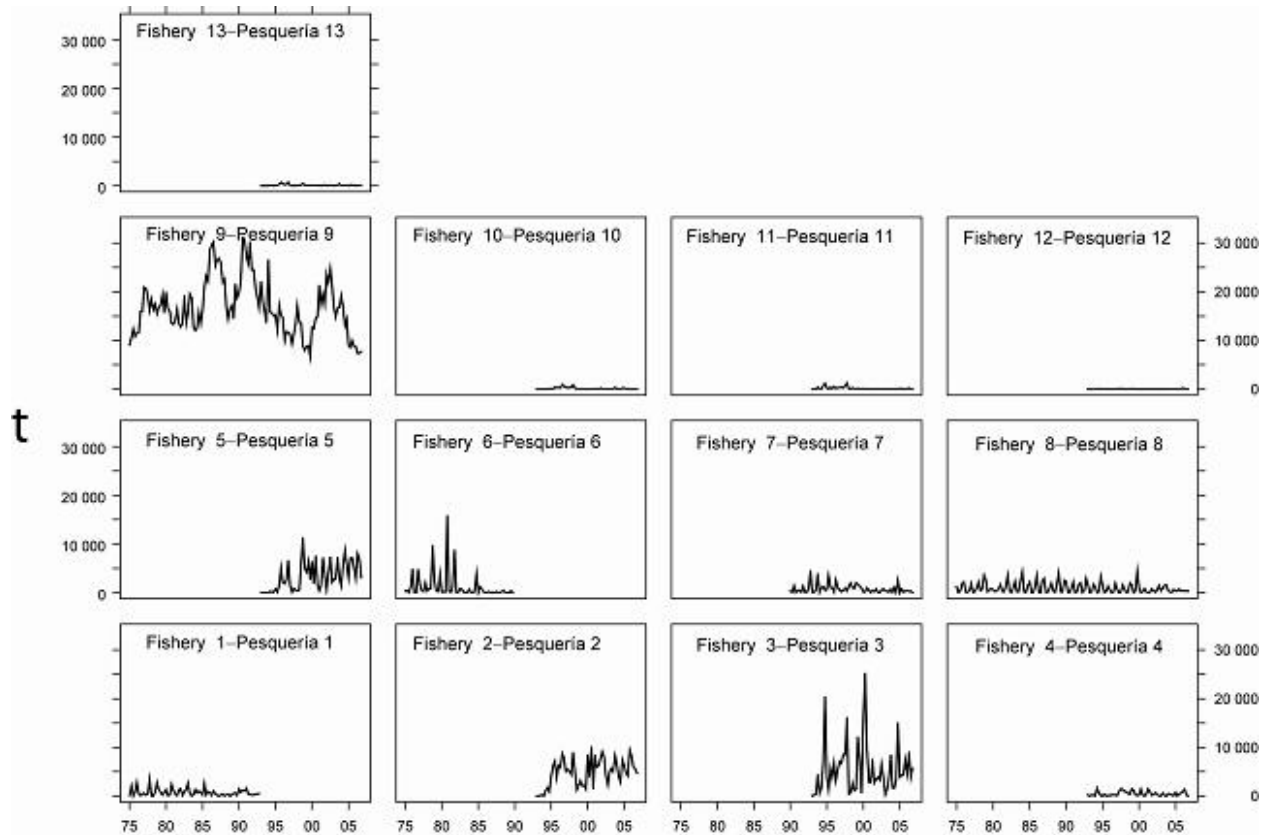 Fishery 13–Pesquería 13
30 000
20 000
10 000
0
Fishery 9–Pesquería 9
Fishery 10–Pesquería 10
Fishery 11–Pesquería 11
Fishery 12–Pesquería 12
30 000
20 000
10 000
0
t
Fishery 5–Pesquería 5
Fishery 6–Pesquería 6
Fishery 7–Pesquería 7
Fishery 8–Pesquería 8
30 000
20 000
10 000
0
Fishery 1–Pesquería 1
Fishery 2–Pesquería 2
Fishery 3–Pesquería 3
Fishery 4–Pesquería 4
30 000
20 000
10 000
0
75 80 85 90 95 00 05
75 80 85 90 95 00 05
75 80 85 90 95 00 05
75 80 85 90 95 00 05